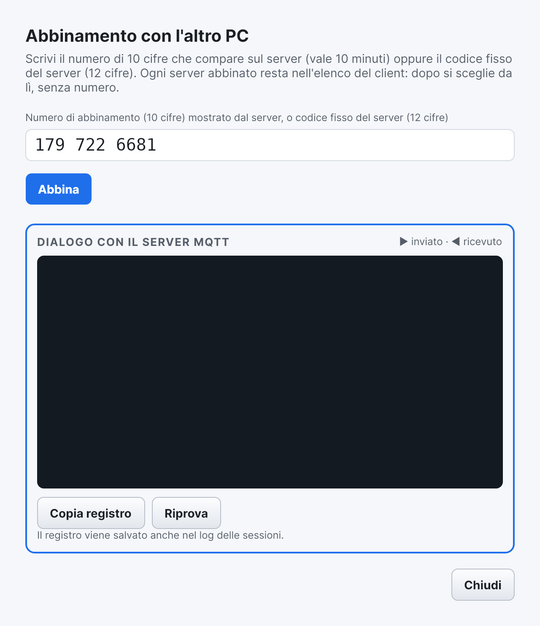 Abbinamento con l'altro PC
Scrivi il numero di 10 cifre che compare sul server (vale 10 minuti) oppure il codice fisso
del server (12 cifre). Ogni server abbinato resta nell'elenco del client: dopo si sceglie da
lì, senza numero.
Numero di abbinamento (10 cifre) mostrato dal server, o codice fisso del server (12 cifre)
179 722 6681
Abbina
DIALOGO CON IL SERVER MQTT
▶ inviato · ◀ ricevuto
Copia registro
Riprova
Il registro viene salvato anche nel log delle sessioni.
Chiudi